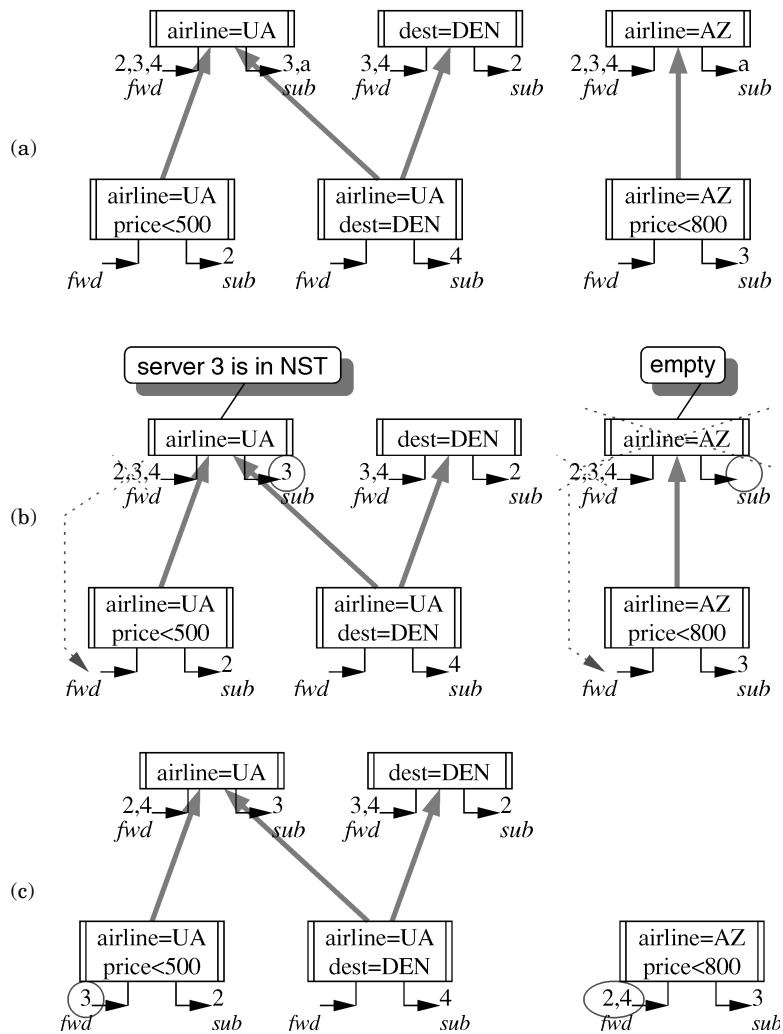 airline=UA dest=DEN airline=AZ
2,3,4 3,a 3,4 2 2,3,4 a
fwd sub fwd sub fwd sub
(a)
airline=UA airline=UA airline=AZ
price<500 dest=DEN price<800
2 4 3
fwd sub fwd sub fwd sub
server 3 is in NST empty
airline=UA dest=DEN airline=AZ
2,3,4 3 3,4 2 2,3,4
fwd sub fwd sub fwd sub
(b)
airline=UA airline=UA airline=AZ
price<500 dest=DEN price<800
2 4 3
fwd sub fwd sub fwd sub
airline=UA dest=DEN
2,4 3 3,4 2
fwd sub fwd sub
(c)
airline=UA airline=UA airline=AZ
price<500 dest=DEN price<800
3 2 4 2,4 3
fwd sub fwd sub fwd sub